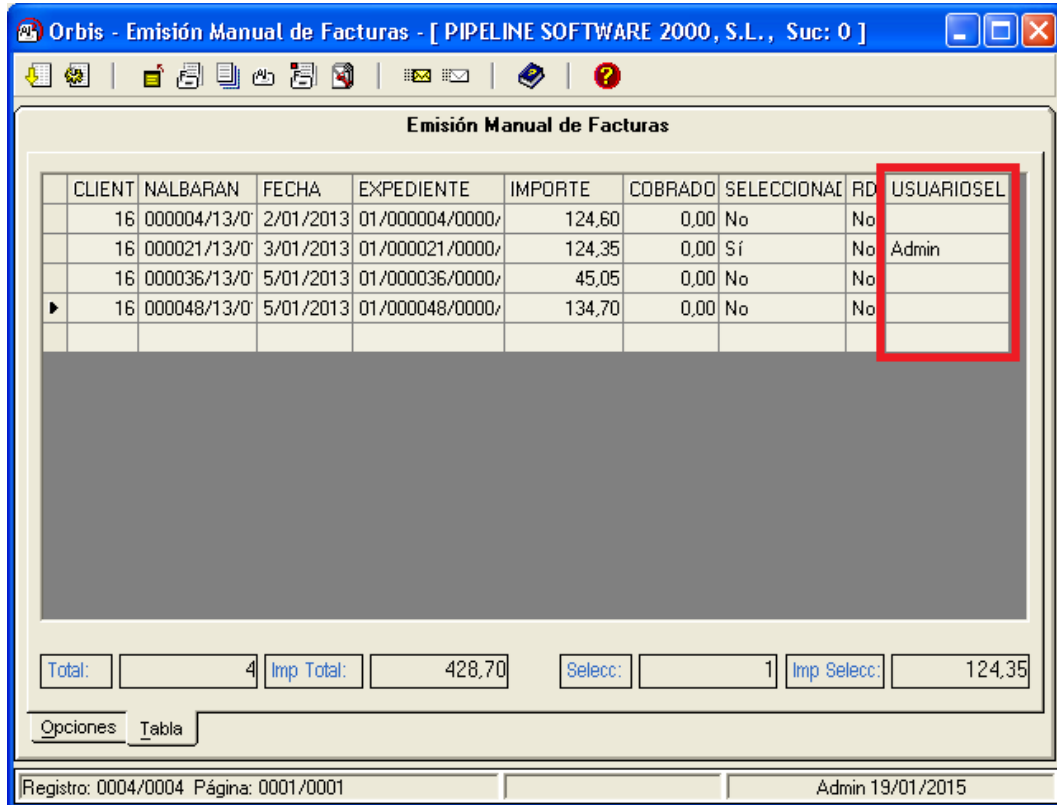 Orbis - Emisión Manual de Facturas - [ PIPELINE SOFTWARE 2000, S.L., Suc: 0 ]
Emisión Manual de Facturas
CLIENT NALBARAN FECHA EXPEDIENTE IMPORTE COBRADO SELECCIONAD RD USUARIOSEL
16 000004/13/0 2/01/2013 01/000004/0000/ 124,60 0,00 No No
16 000021/13/0 3/01/2013 01/000021/0000/ 124,35 0,00 Sí No Admin
16 000036/13/0 5/01/2013 01/000036/0000/ 45,05 0,00 No No
16 000048/13/0 5/01/2013 01/000048/0000/ 134,70 0,00 No No
Total: 4 Imp Total: 428,70 Selecc: 1 Imp Selecc: 124,35
Opciones Tabla
Registro: 0004/0004 Página: 0001/0001 Admin 19/01/2015